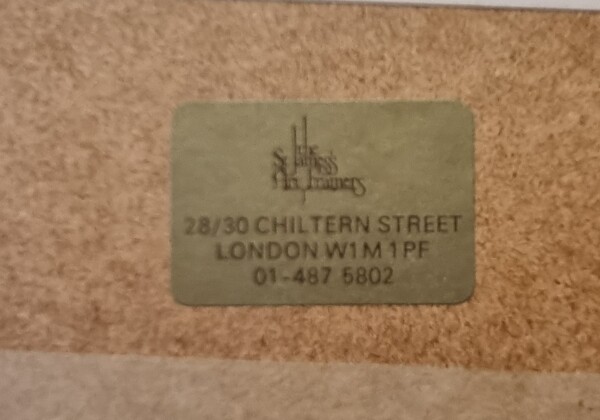 the
St James's
Art Framers
28/30 CHILTERN STREET
LONDON W1M 1PF
01-487 5802